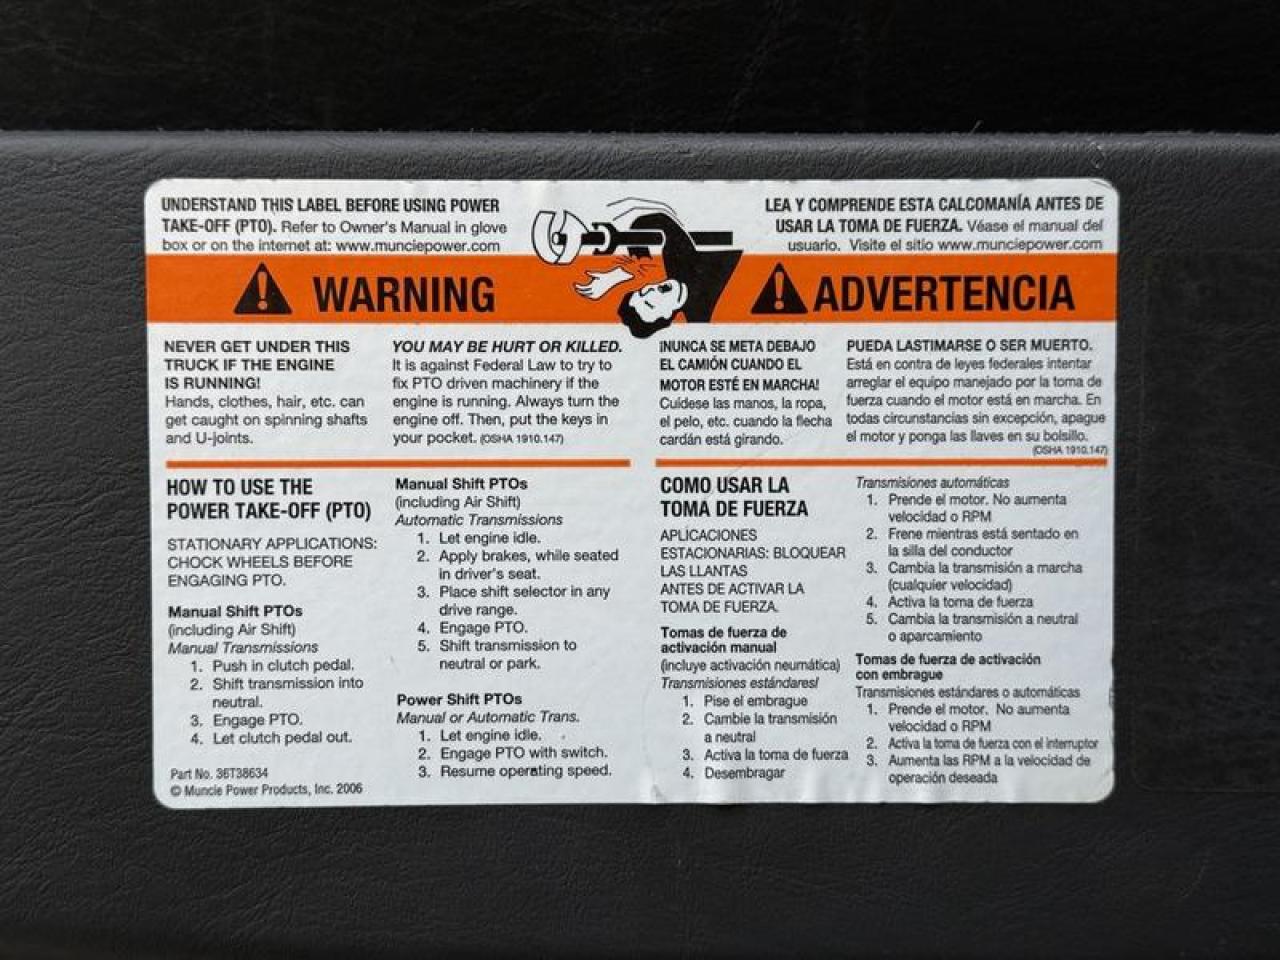 UNDERSTAND THIS LABEL BEFORE USING POWER
TAKE-OFF (PTO). Refer to Owner's Manual in glove
box or on the internet at: www.munciepower.com
LEA Y COMPRENDE ESTA CALCOMANÍA ANTES DE
USAR LA TOMA DE FUERZA. Véase el manual del
usuario. Visite el sitio www.munciepower.com
WARNING
ADVERTENCIA
NEVER GET UNDER THIS
TRUCK IF THE ENGINE
IS RUNNING!
Hands, clothes, hair, etc. can
get caught on spinning shafts
and U-joints.
YOU MAY BE HURT OR KILLED.
It is against Federal Law to try to
fix PTO driven machinery if the
engine is running. Always turn the
engine off. Then, put the keys in
your pocket. (OSHA 1910.147)
¡NUNCA SE META DEBAJO
EL CAMIÓN CUANDO EL
MOTOR ESTÉ EN MARCHA!
Cuídese las manos, la ropa,
el pelo, etc. cuando la flecha
cardán está girando.
PUEDA LASTIMARSE O SER MUERTO.
Está en contra de leyes federales intentar
arreglar el equipo manejado por la toma de
fuerza cuando el motor está en marcha. En
todas circunstancias sin excepción, apague
el motor y ponga las llaves en su bolsillo.
(OSHA 1910.147)
HOW TO USE THE
POWER TAKE-OFF (PTO)
STATIONARY APPLICATIONS:
CHOCK WHEELS BEFORE
ENGAGING PTO.
Manual Shift PTOs
(including Air Shift)
Manual Transmissions
1. Push in clutch pedal.
2. Shift transmission into
neutral.
3. Engage PTO.
4. Let clutch pedal out.
Part No. 36T38634
© Muncie Power Products, Inc. 2006
Manual Shift PTOs
(including Air Shift)
Automatic Transmissions
1. Let engine idle.
2. Apply brakes, while seated
in driver's seat.
3. Place shift selector in any
drive range.
4. Engage PTO.
5. Shift transmission to
neutral or park.
Power Shift PTOs
Manual or Automatic Trans.
1. Let engine idle.
2. Engage PTO with switch.
3. Resume operating speed.
COMO USAR LA
TOMA DE FUERZA
APLICACIONES
ESTACIONARIAS: BLOQUEAR
LAS LLANTAS
ANTES DE ACTIVAR LA
TOMA DE FUERZA.
Tomas de fuerza de
activación manual
(incluye activación neumática)
Transmisiones estándares/
1. Pise el embrague
2. Cambie la transmisión
a neutral
3. Activa la toma de fuerza
4. Desembragar
Transmisiones automáticas
1. Prende el motor. No aumenta
velocidad o RPM
2. Frene mientras está sentado en
la silla del conductor
3. Cambia la transmisión a marcha
(cualquier velocidad)
4. Activa la toma de fuerza
5. Cambia la transmisión a neutral
o aparcamiento
Tomas de fuerza de activación
con embrague
Transmisiones estándares o automáticas
1. Prende el motor. No aumenta
velocidad o RPM
2. Activa la toma de fuerza con el interruptor
3. Aumenta las RPM a la velocidad de
operación deseada